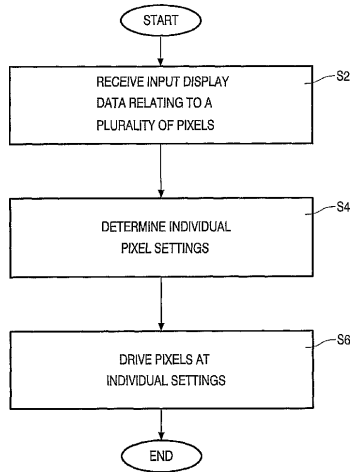 START
RECEIVE INPUT DISPLAY
DATA RELATING TO A
PLURALITY OF PIXELS
S2
DETERMINE INDIVIDUAL
PIXEL SETTINGS
S4
DRIVE PIXELS AT
INDIVIDUAL SETTINGS
S6
END